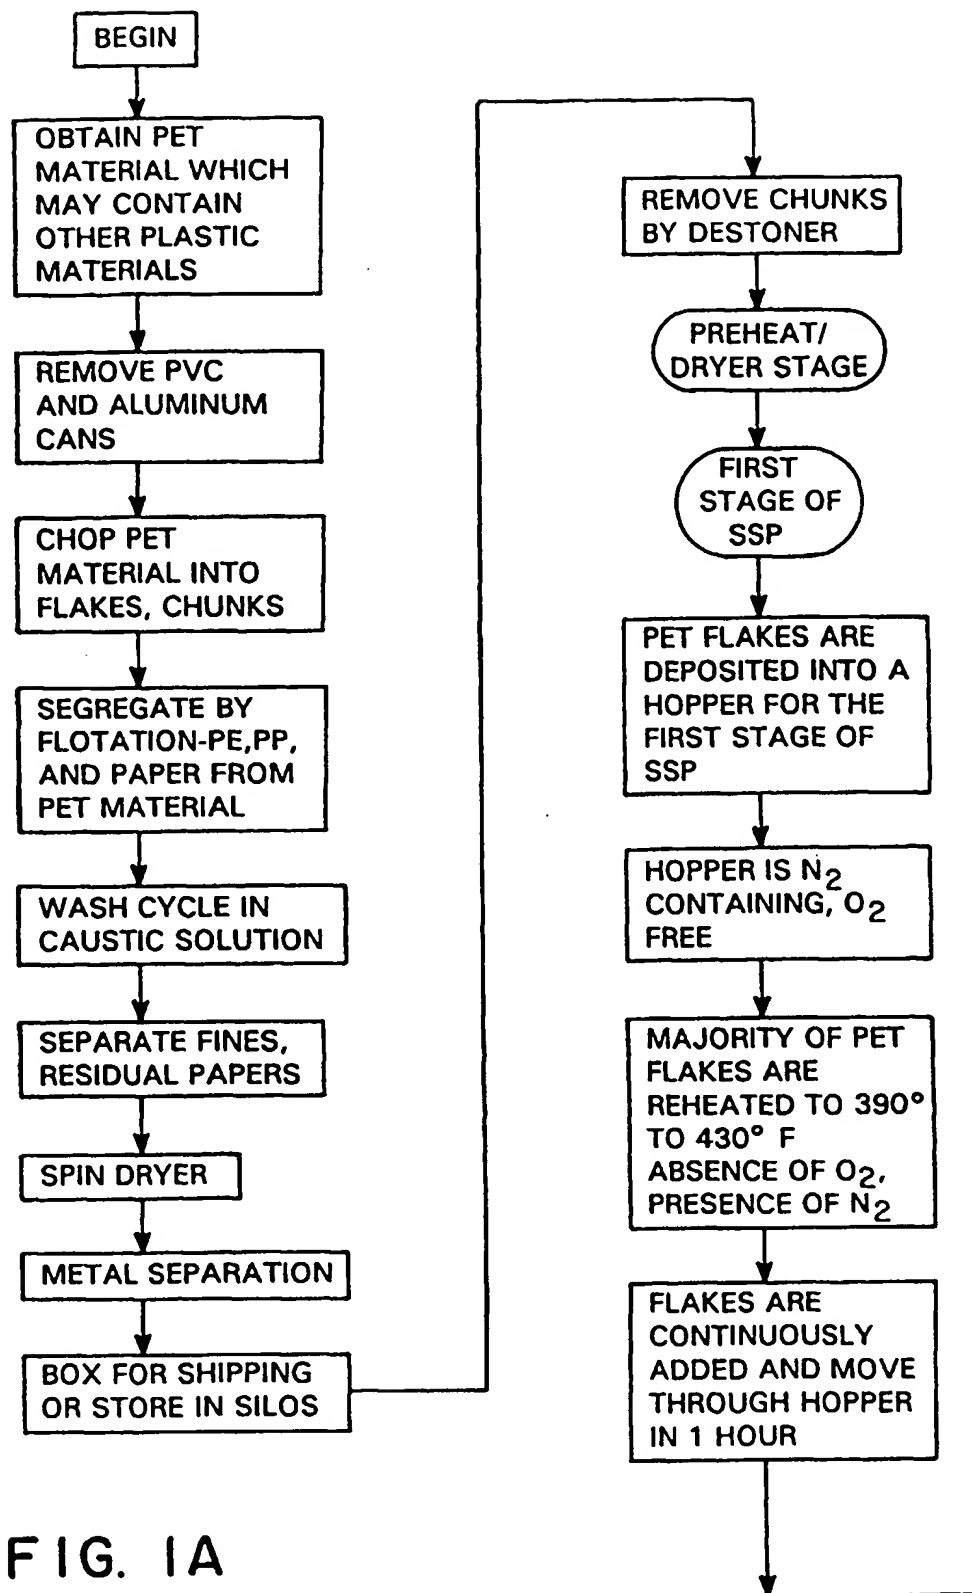 BEGIN
OBTAIN PET
MATERIAL WHICH
MAY CONTAIN
OTHER PLASTIC
MATERIALS
REMOVE PVC
AND ALUMINUM
CANS
CHOP PET
MATERIAL INTO
FLAKES, CHUNKS
SEGREGATE BY
FLOTATION-PE,PP,
AND PAPER FROM
PET MATERIAL
WASH CYCLE IN
CAUSTIC SOLUTION
SEPARATE FINES,
RESIDUAL PAPERS
SPIN DRYER
METAL SEPARATION
BOX FOR SHIPPING
OR STORE IN SILOS
REMOVE CHUNKS
BY DESTONER
PREHEAT/
DRYER STAGE
FIRST
STAGE OF
SSP
PET FLAKES ARE
DEPOSITED INTO A
HOPPER FOR THE
FIRST STAGE OF
SSP
HOPPER IS N2
CONTAINING, O2
FREE
MAJORITY OF PET
FLAKES ARE
REHEATED TO 390°
TO 430° F
ABSENCE OF O2,
PRESENCE OF N2
FLAKES ARE
CONTINUOUSLY
ADDED AND MOVE
THROUGH HOPPER
IN 1 HOUR
FIG. 1A